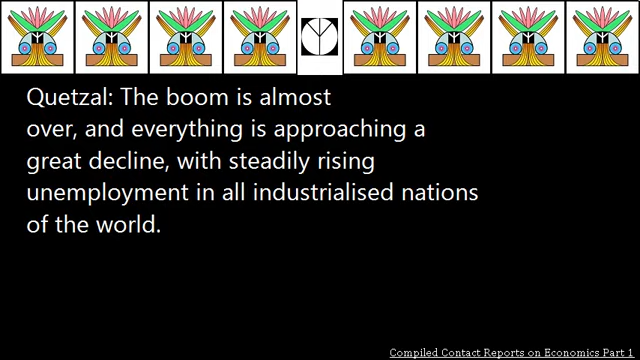 Quetzal: The boom is almost
over, and everything is approaching a
great decline, with steadily rising
unemployment in all industrialised nations
of the world.
Compiled Contact Reports on Economics Part 1